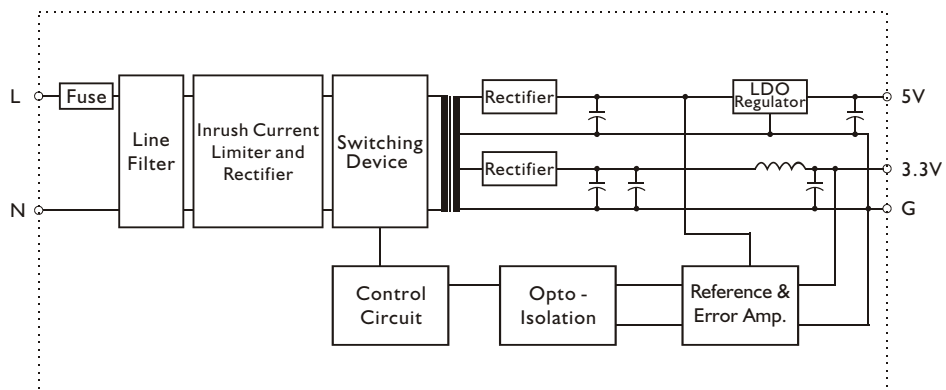 L
Fuse
Line
Filter
Inrush Current
Limiter and
Rectifier
Switching
Device
Rectifier
LDO
Regulator
5V
Rectifier
3.3V
N
G
Control
Circuit
Opto -
Isolation
Reference &
Error Amp.